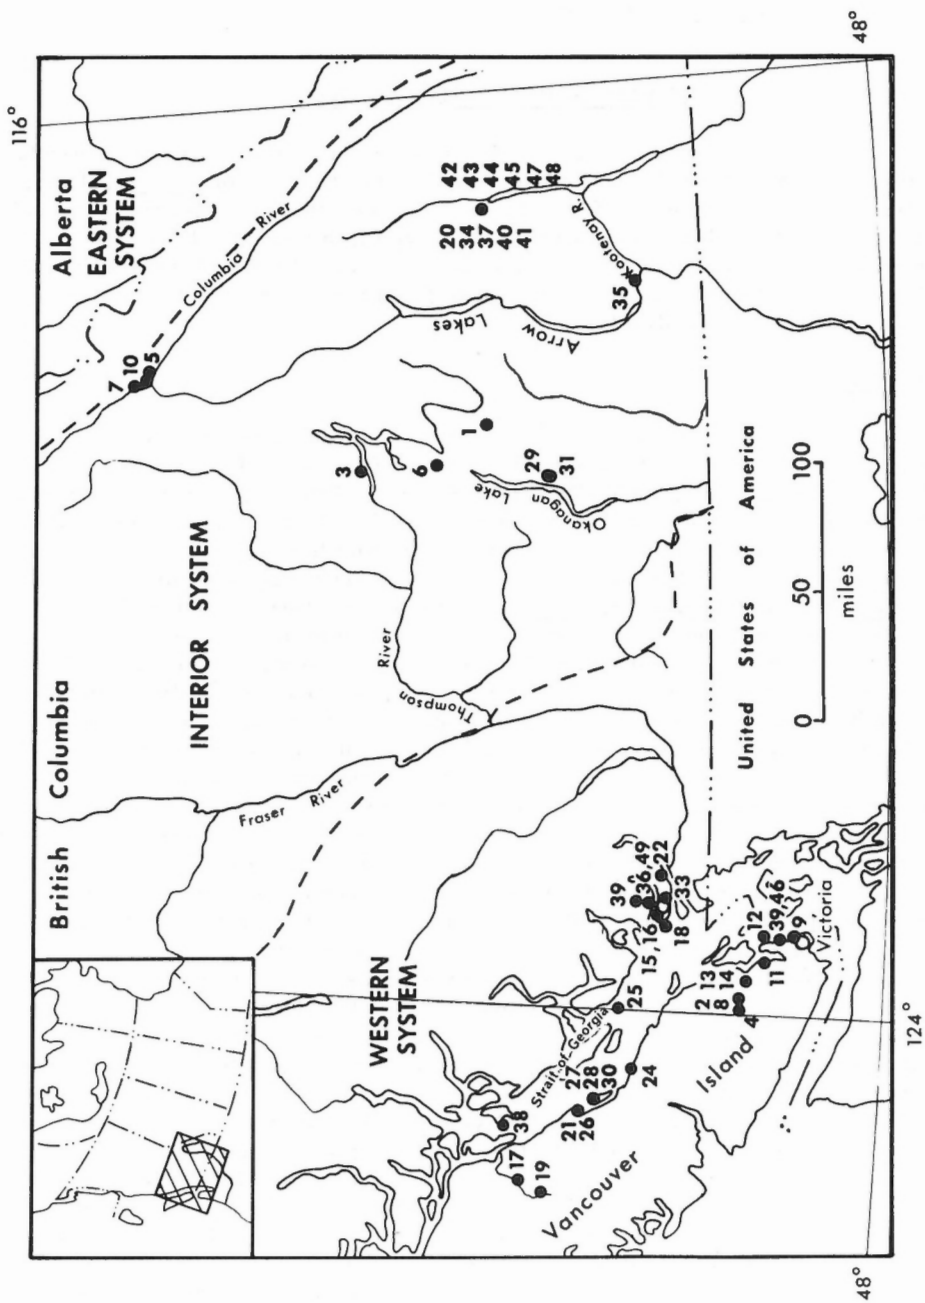 116°
48°
British Columbia
Alberta
EASTERN
SYSTEM
INTERIOR SYSTEM
WESTERN
SYSTEM
Columbia River
Fraser River
Thompson River
Arrow Lakes
Okanagan Lake
Kootenay R.
Strait of Georgia
Vancouver Island
Victoria
United States of America
0 50 100
miles
7
10
5
3
6
1
29
31
20
34
37
40
41
42
43
44
45
47
48
35
17
19
38
21
26
27
28
30
24
25
39
36,49
22
15, 16
18
33
2
8
4
13
14
11
12
39,46
9
48°
124°